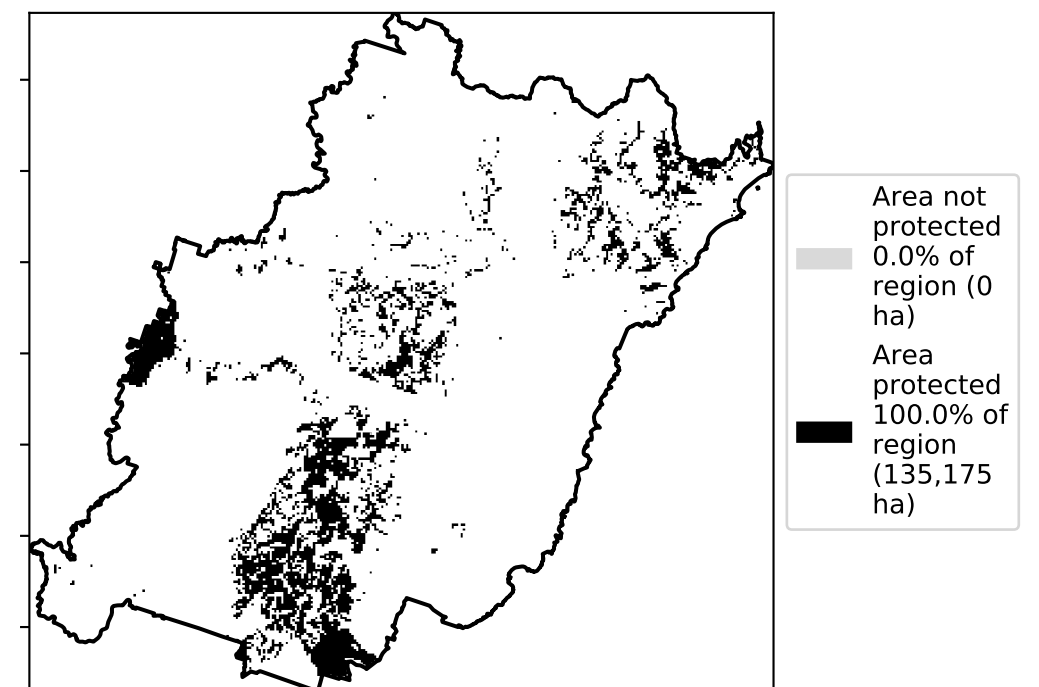 Area not
protected
0.0% of
region (0
ha)
Area
protected
100.0% of
region
(135,175
ha)